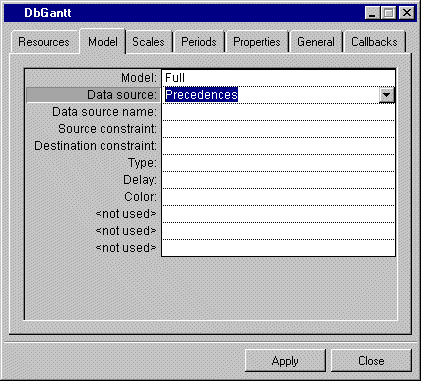 DbGantt
Resources Model Scales Periods Properties General Callbacks
Model: Full
Data source: Precedences
Data source name:
Source constraint:
Destination constraint:
Type:
Delay:
Color:
<not used>
<not used>
<not used>
Apply Close